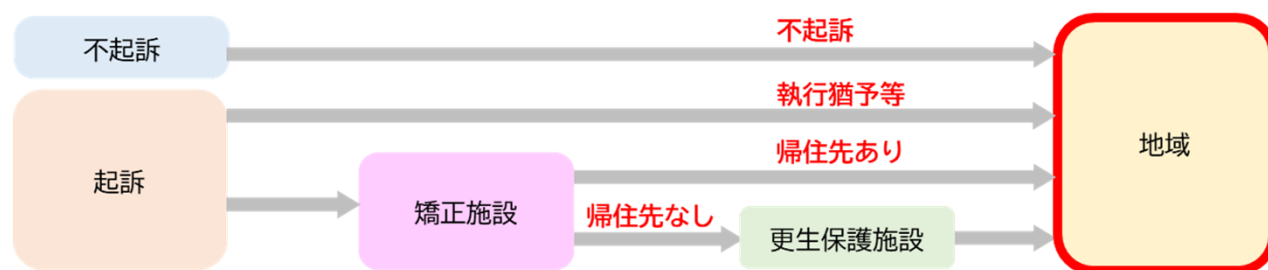 不起訴
不起訴
執行猶予等
帰住先あり
地域
起訴
矯正施設
帰住先なし
更生保護施設